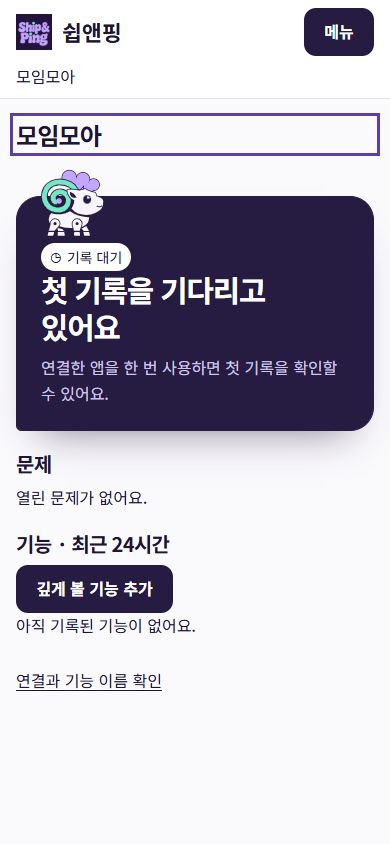 Ship&
Ping
쉽앤핑
메뉴
모임모아
모임모아
기록 대기
첫 기록을 기다리고
있어요
연결한 앱을 한 번 사용하면 첫 기록을 확인할
수 있어요.
문제
열린 문제가 없어요.
기능 · 최근 24시간
깊게 볼 기능 추가
아직 기록된 기능이 없어요.
연결과 기능 이름 확인